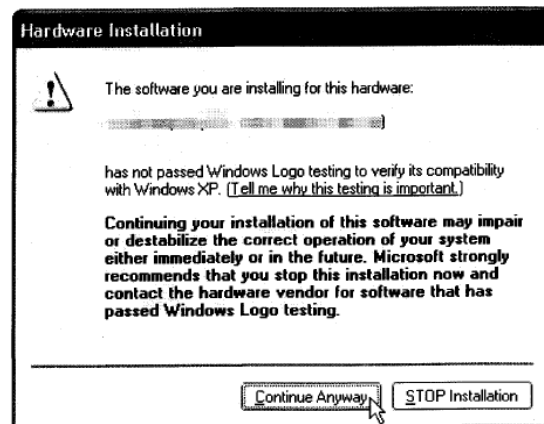 Hardware Installation
The software you are installing for this hardware:
has not passed Windows Logo testing to verify its compatibility
with Windows XP. (Tell me why this testing is important.)
Continuing your installation of this software may impair
or destabilize the correct operation of your system
either immediately or in the future. Microsoft strongly
recommends that you stop this installation now and
contact the hardware vendor for software that has
passed Windows Logo testing.
Continue Anyway
STOP Installation